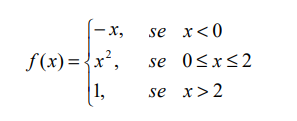 −x, se x<0
f(x)= { x², se 0≤x≤2
1, se x>2